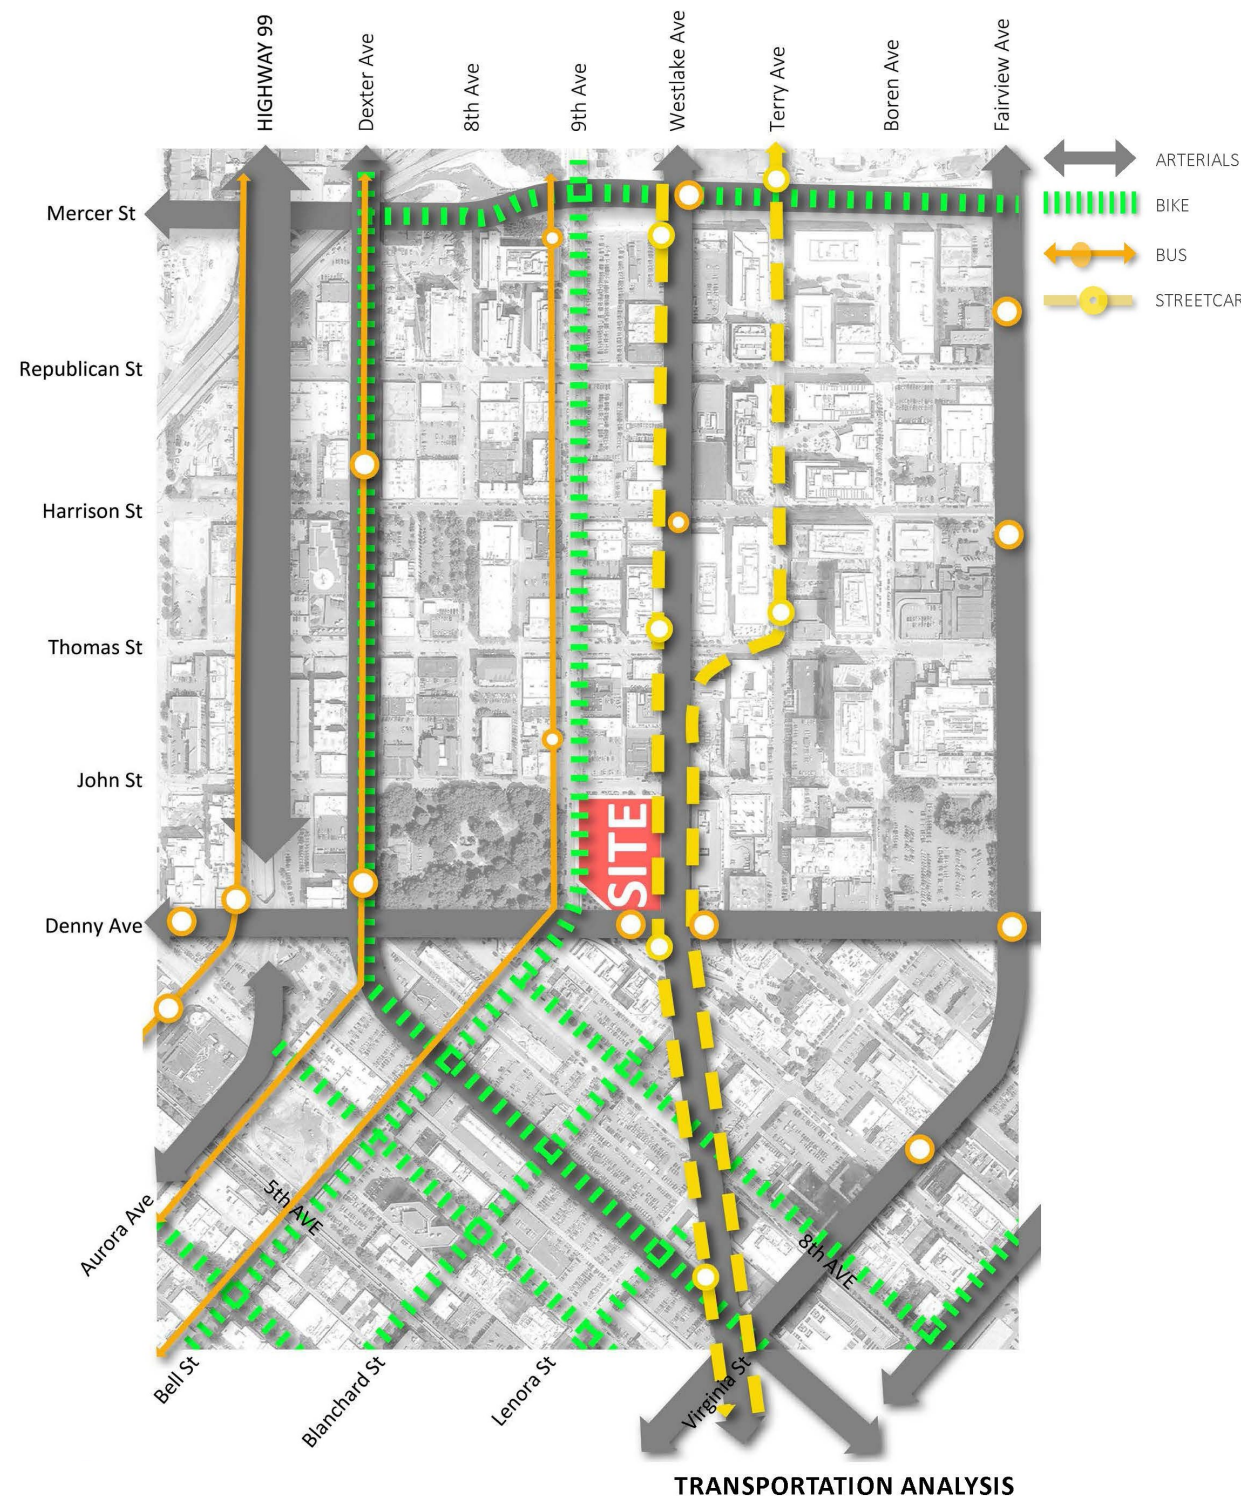 HIGHWAY 99
Dexter Ave
8th Ave
9th Ave
Westlake Ave
Terry Ave
Boren Ave
Fairview Ave
ARTERIALS
BIKE
BUS
STREETCAR
Mercer St
Republican St
Harrison St
Thomas St
John St
SITE
Denny Ave
Aurora Ave
5th AVE
8th AVE
Bell St
Blanchard St
Lenora St
Virginia St
TRANSPORTATION ANALYSIS